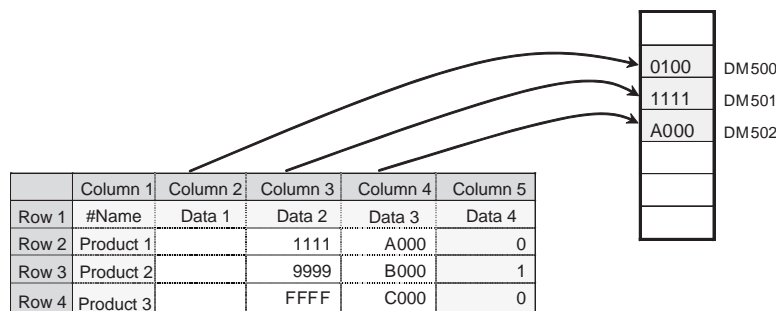 0100 DM500
1111 DM501
A000 DM502
Column 1 Column 2 Column 3 Column 4 Column 5
Row 1 #Name Data 1 Data 2 Data 3 Data 4
Row 2 Product 1 1111 A000 0
Row 3 Product 2 9999 B000 1
Row 4 Product 3 FFFF C000 0